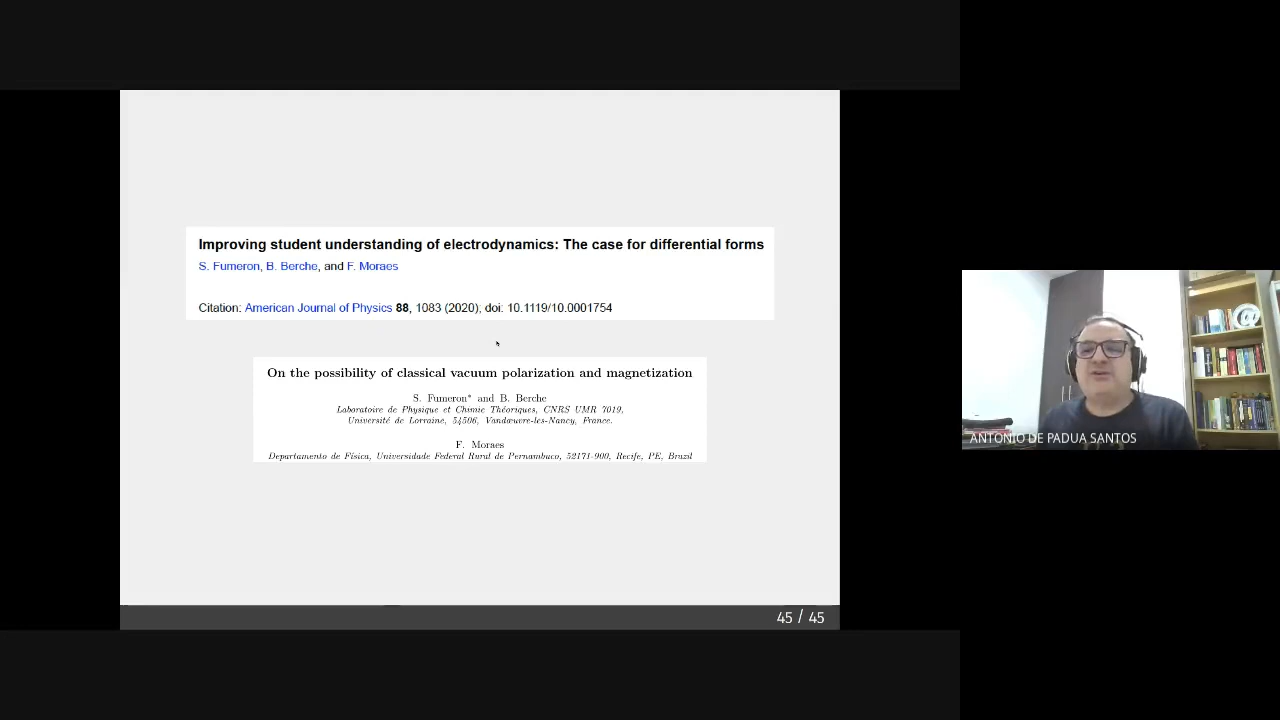 Improving student understanding of electrodynamics: The case for differential forms
S. Fumeron, B. Berche, and F. Moraes
Citation: American Journal of Physics 88, 1083 (2020); doi: 10.1119/10.0001754
On the possibility of classical vacuum polarization and magnetization
S. Fumeron* and B. Berche
Laboratoire de Physique et Chimie Théoriques, CNRS UMR 7019,
Université de Lorraine, 54506, Vandœuvre-les-Nancy, France.
F. Moraes
Departamento de Física, Universidade Federal Rural de Pernambuco, 52171-900, Recife, PE, Brazil
45 / 45
@
ANTONIO DE PADUA SANTOS